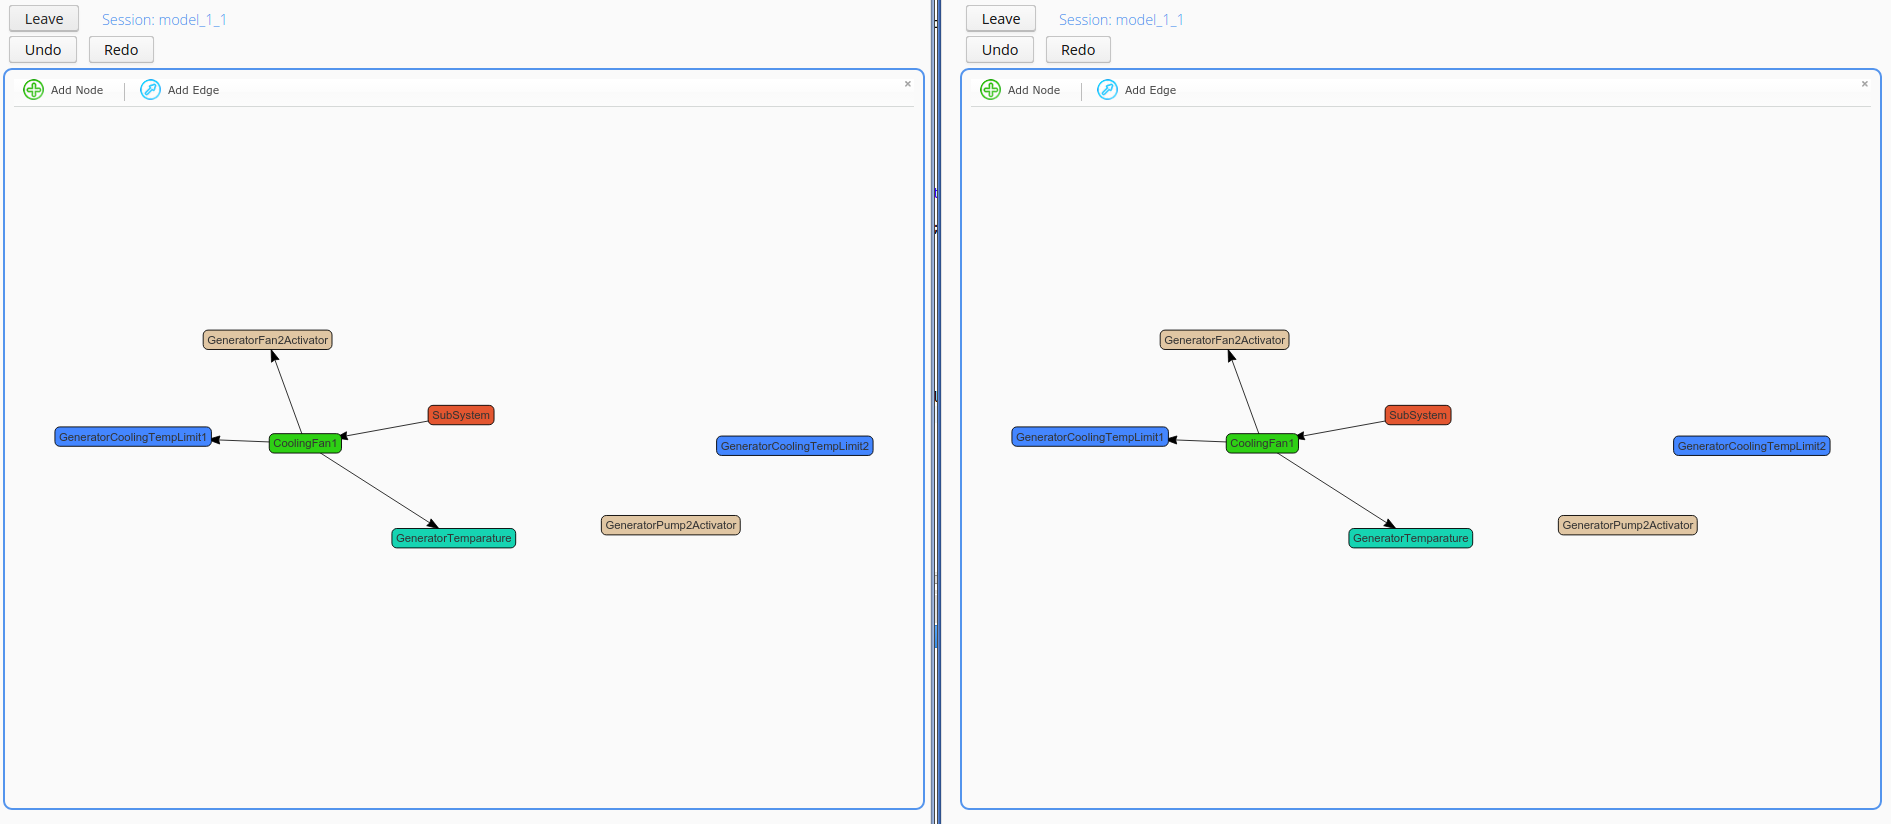 Leave Session: model_1_1
Undo Redo
Add Node Add Edge ×
GeneratorFan2Activator
SubSystem
GeneratorCoolingTempLimit1
CoolingFan1
GeneratorCoolingTempLimit2
GeneratorPump2Activator
GeneratorTemparature
Leave Session: model_1_1
Undo Redo
Add Node Add Edge ×
GeneratorFan2Activator
SubSystem
GeneratorCoolingTempLimit1
CoolingFan1
GeneratorCoolingTempLimit2
GeneratorPump2Activator
GeneratorTemparature